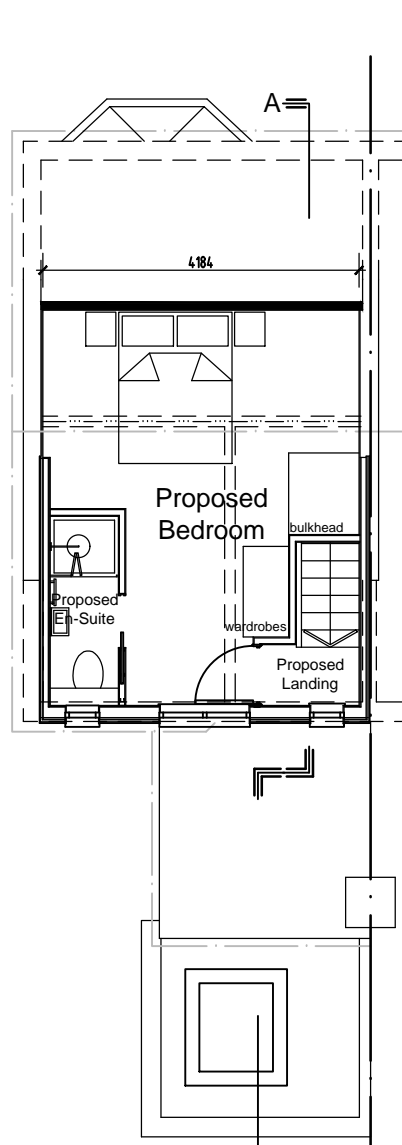 A
4184
Proposed
Bedroom
bulkhead
Proposed
En-Suite
wardrobes
Proposed
Landing